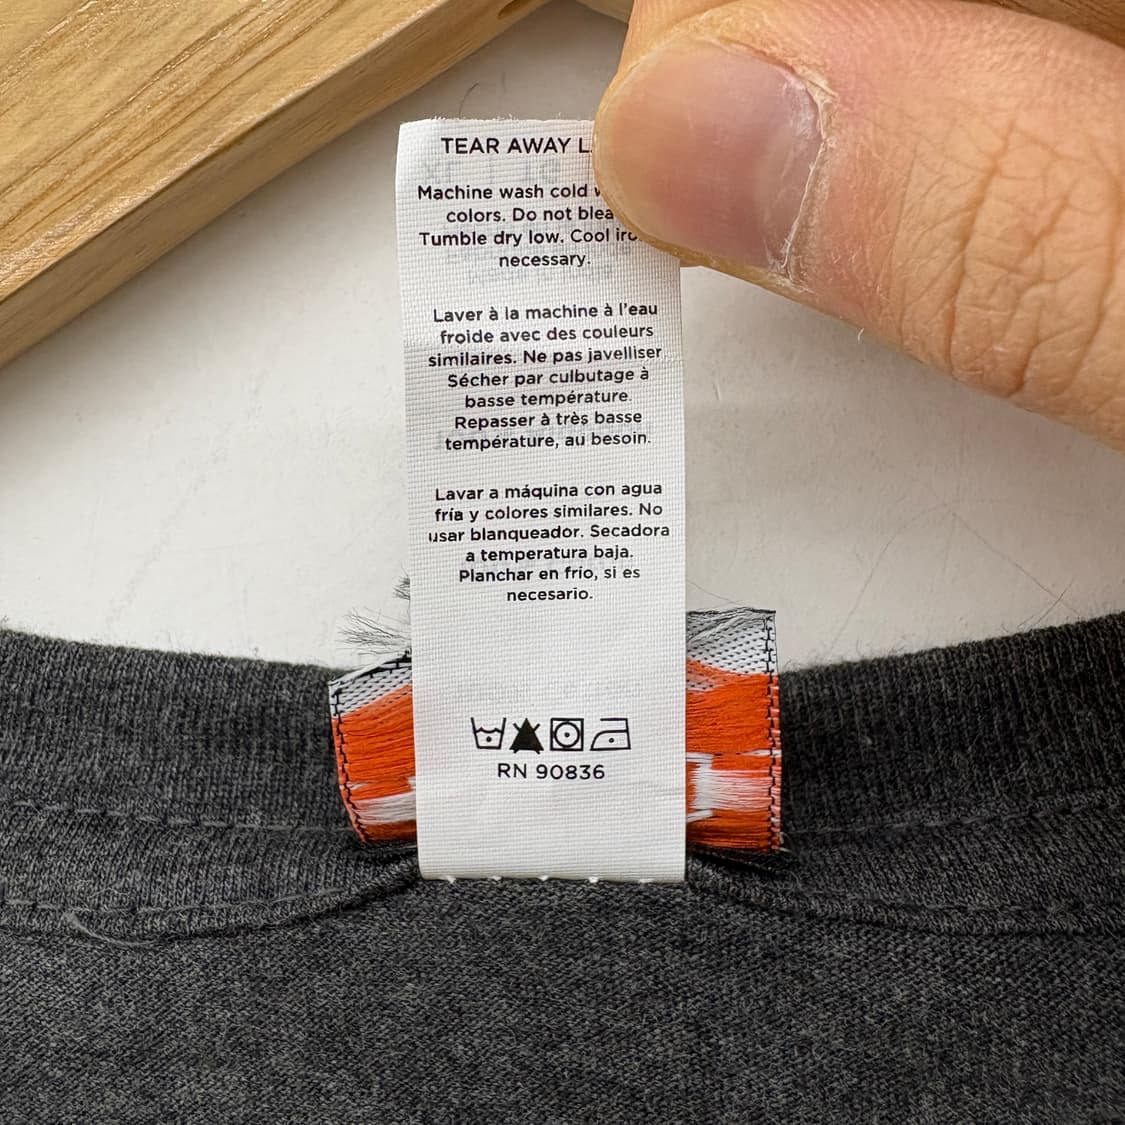 TEAR AWAY
Machine wash cold
colors. Do not
Tumble dry low. Cool
necessary.
Laver à la machine à l'eau
froide avec des couleurs
similaires. Ne pas javelliser
Sécher par culbutage à
basse température.
Repasser à très basse
température, au besoin.
Lavar a máquina con agua
fría y colores similares. No
usar blanqueador. Secadora
a temperatura baja.
Planchar en frío, si es
necesario.
RN 90836